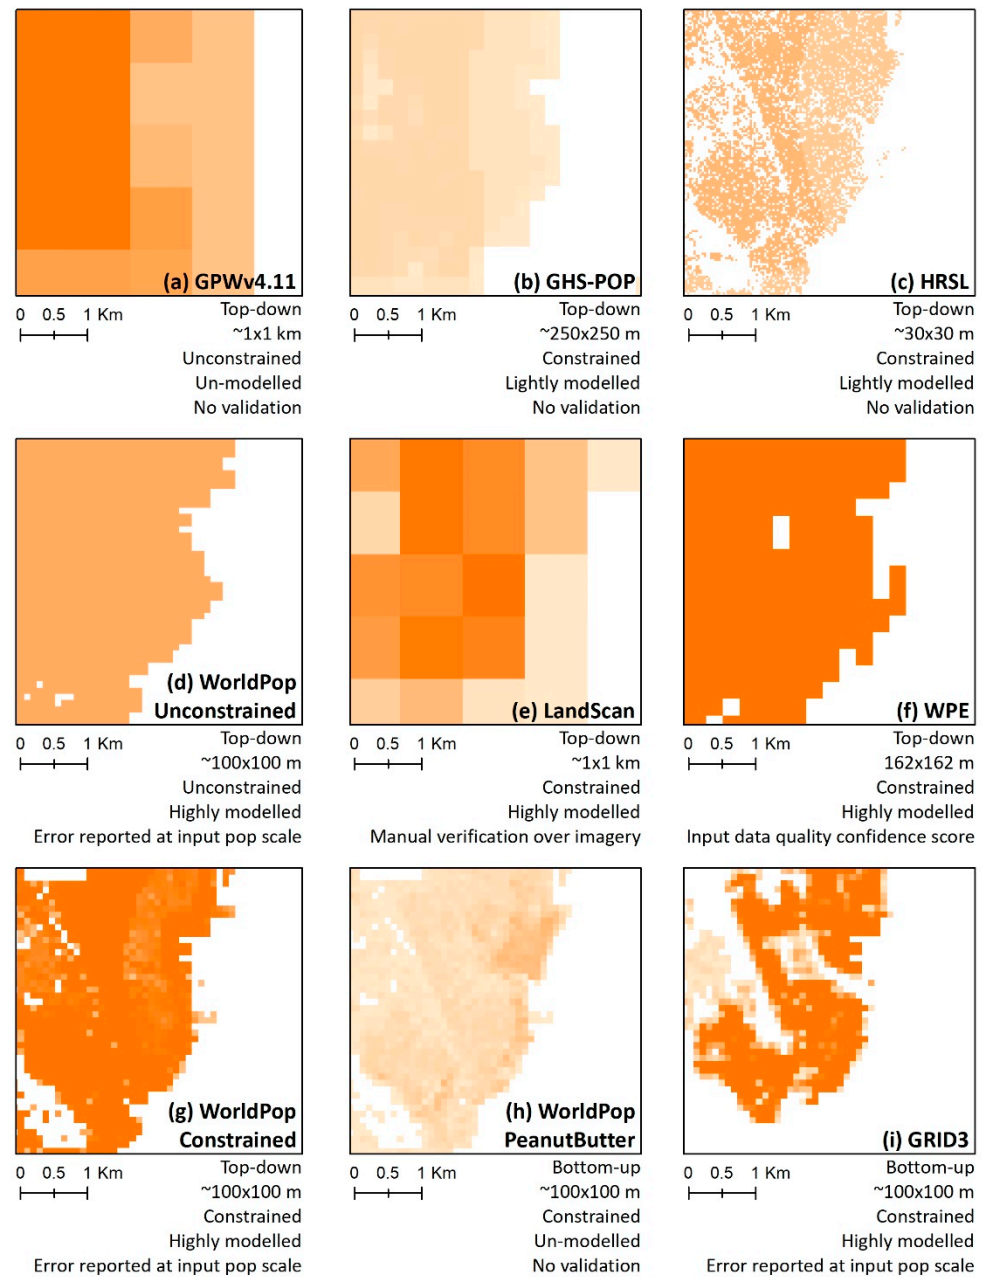 (a) GPWv4.11
0 0.5 1 Km
Top-down
~1x1 km
Unconstrained
Un-modelled
No validation
(b) GHS-POP
0 0.5 1 Km
Top-down
~250x250 m
Constrained
Lightly modelled
No validation
(c) HRSL
0 0.5 1 Km
Top-down
~30x30 m
Constrained
Lightly modelled
No validation
(d) WorldPop
Unconstrained
0 0.5 1 Km
Top-down
~100x100 m
Unconstrained
Highly modelled
Error reported at input pop scale
(e) LandScan
0 0.5 1 Km
Top-down
~1x1 km
Constrained
Highly modelled
Manual verification over imagery
(f) WPE
0 0.5 1 Km
Top-down
162x162 m
Constrained
Highly modelled
Input data quality confidence score
(g) WorldPop
Constrained
0 0.5 1 Km
Top-down
~100x100 m
Constrained
Highly modelled
Error reported at input pop scale
(h) WorldPop
PeanutButter
0 0.5 1 Km
Bottom-up
~100x100 m
Constrained
Un-modelled
No validation
(i) GRID3
0 0.5 1 Km
Bottom-up
~100x100 m
Constrained
Highly modelled
Error reported at input pop scale